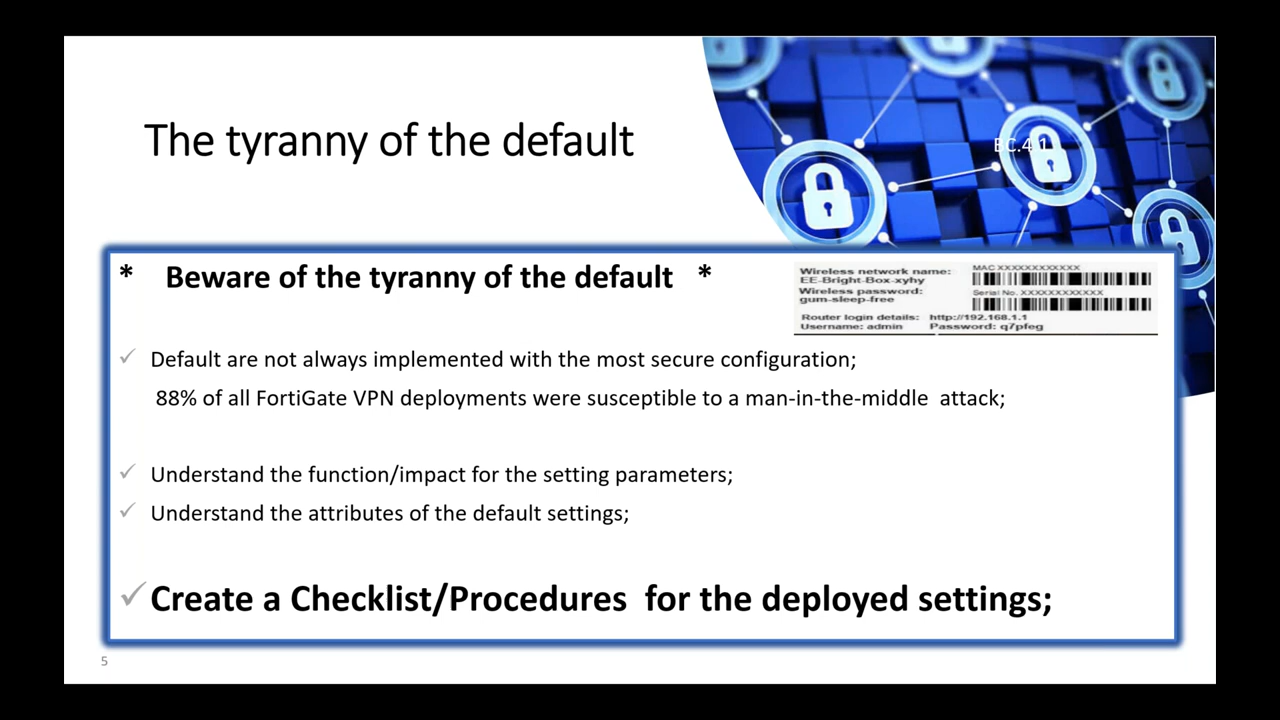 The tyranny of the default
EC.4.1
* Beware of the tyranny of the default *
Wireless network name:
EE-Bright-Box-xyhy
Wireless password:
gum-sleep-free
MAC XXXXXXXXXXXX
Serial No. XXXXXXXXXXXXX
Router login details: http://192.168.1.1
Username: admin Password: q7pfeg
✓ Default are not always implemented with the most secure configuration;
88% of all FortiGate VPN deployments were susceptible to a man-in-the-middle attack;
✓ Understand the function/impact for the setting parameters;
✓ Understand the attributes of the default settings;
✓ Create a Checklist/Procedures for the deployed settings;
5